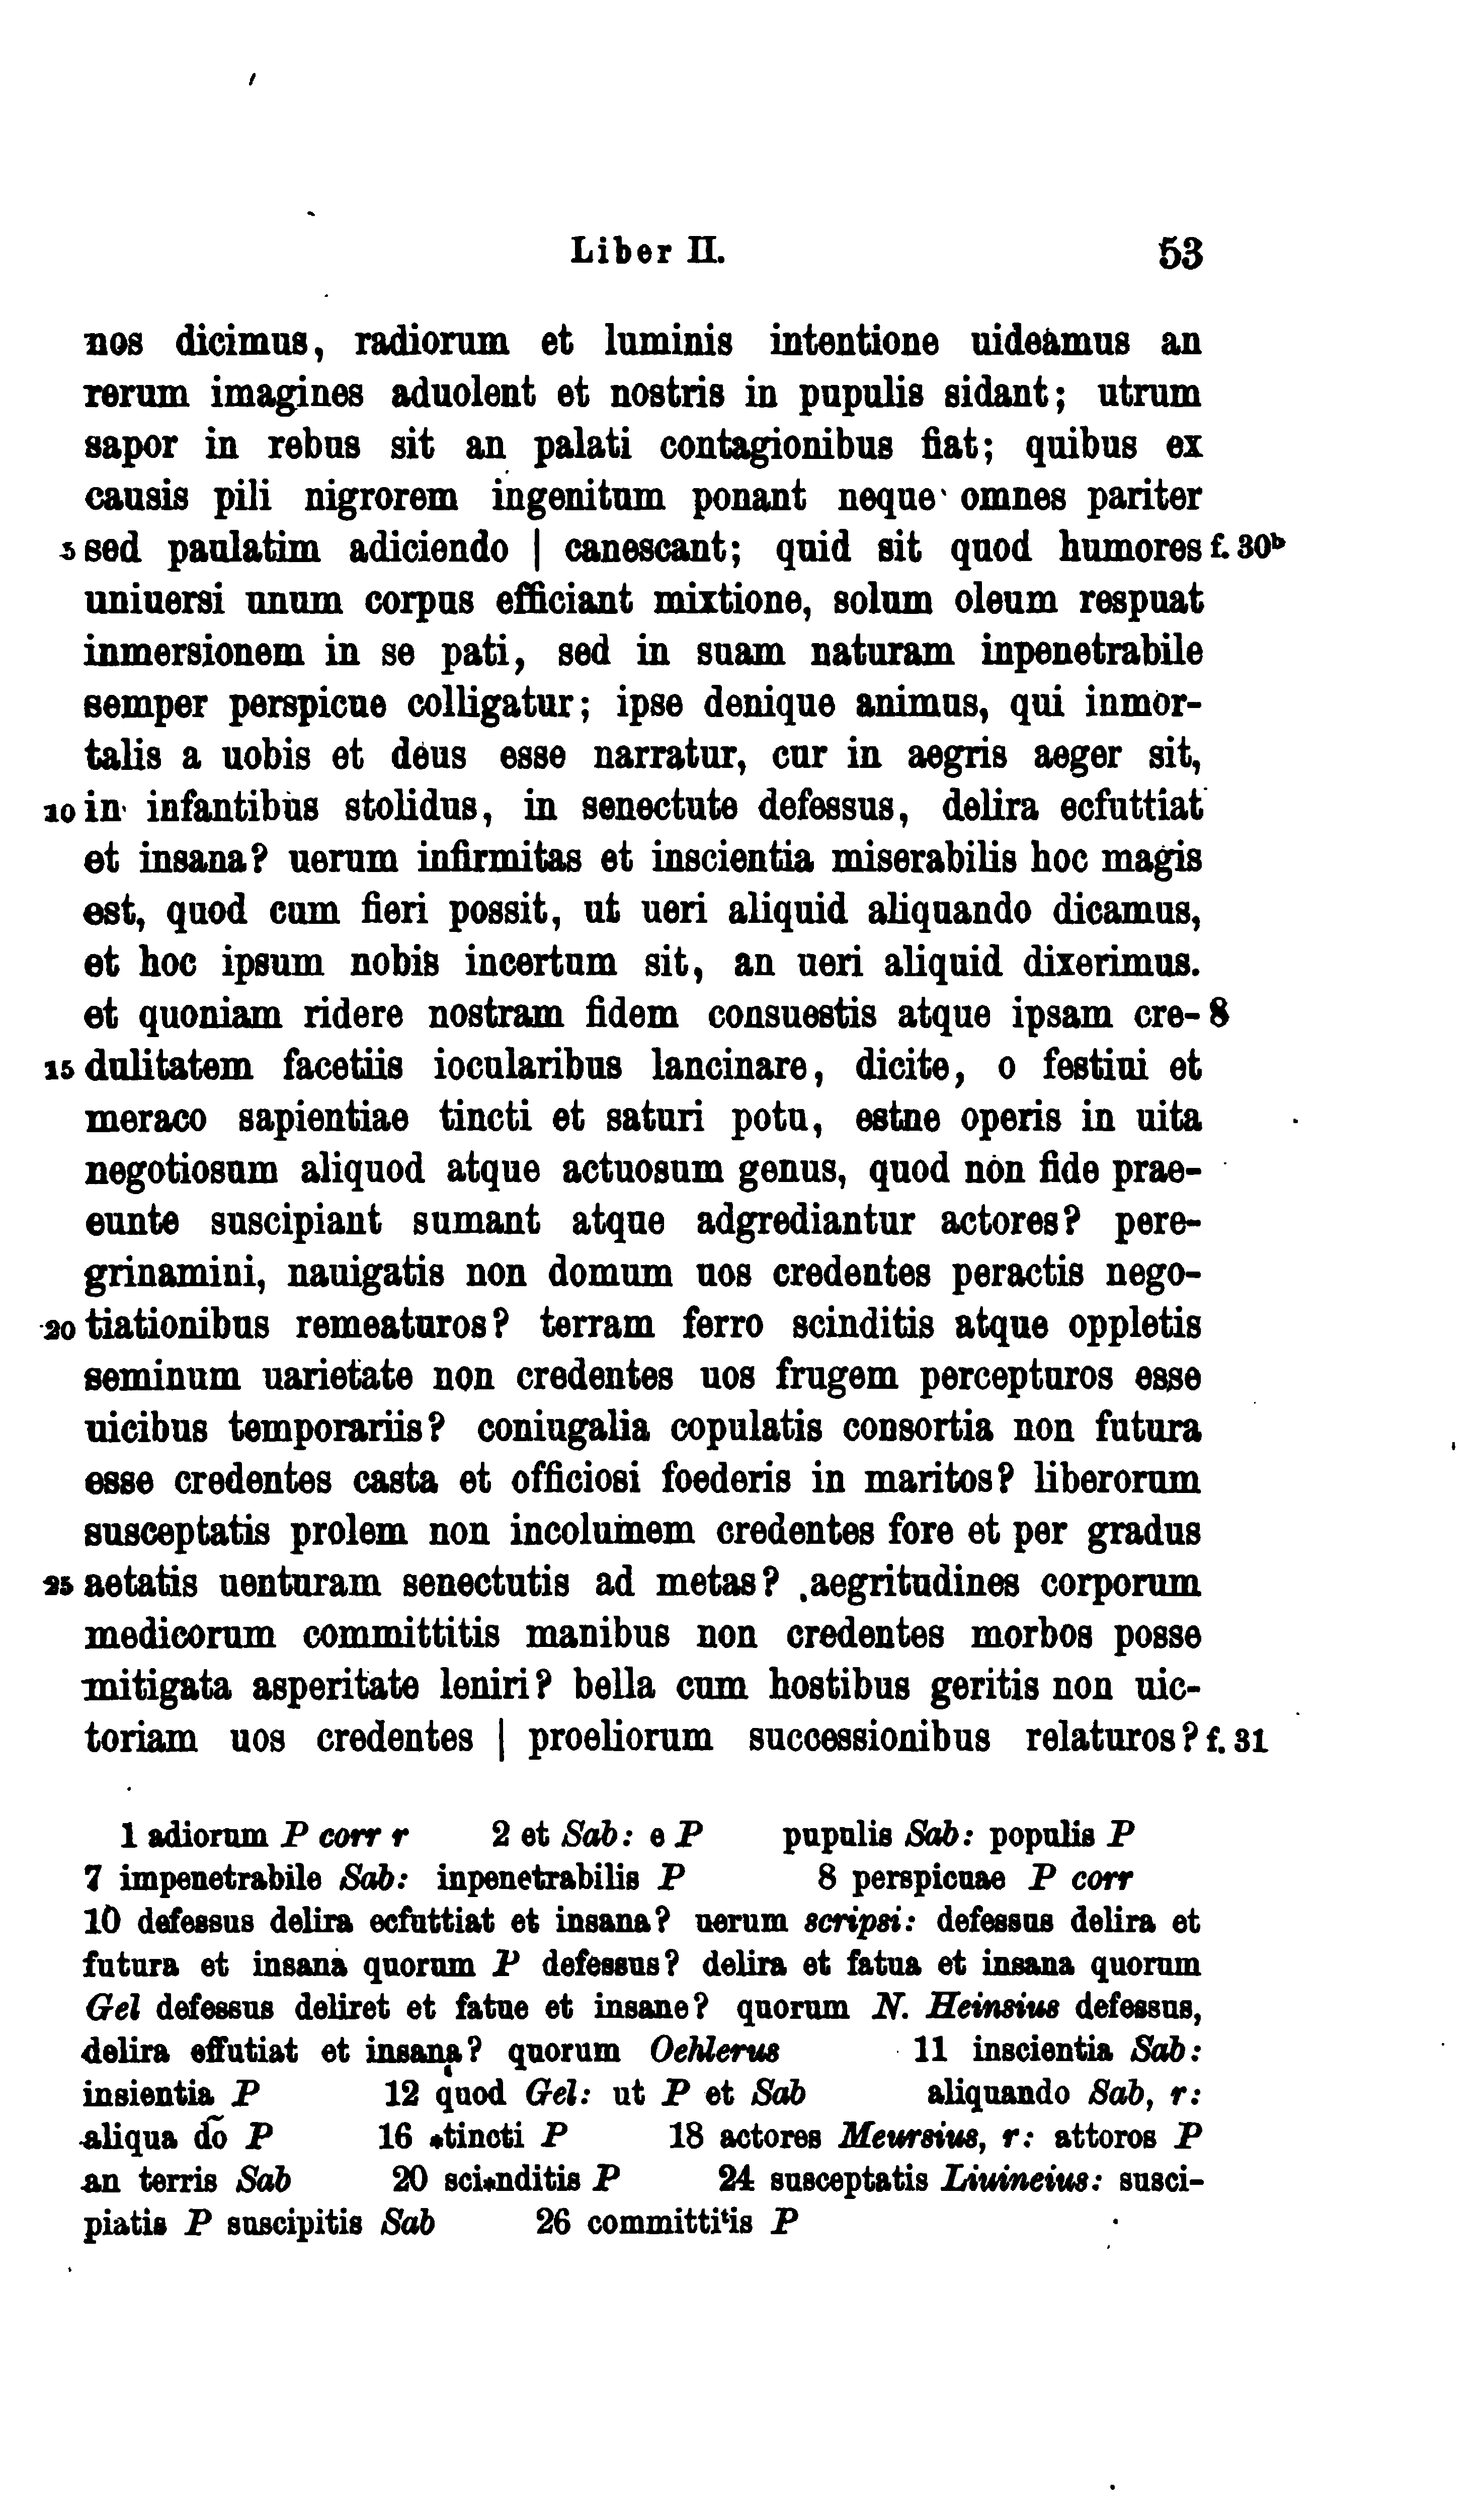 Liber II. 53
nos dicimus, radiorum et luminis intentione uideamus an
rerum imagines aduolent et nostris in pupulis sidant; utrum
sapor in rebus sit an palati contagionibus fiat; quibus ex
causis pili nigrorem ingenitum ponant neque omnes pariter
5 sed paulatim adiciendo | canescant; quid sit quod humores f. 30b
uniuersi unum corpus efficiant mixtione, solum oleum respuat
inmersionem in se pati, sed in suam naturam inpenetrabile
semper perspicue colligatur; ipse denique animus, qui inmor-
talis a uobis et deus esse narratur, cur in aegris aeger sit,
10 in infantibus stolidus, in senectute defessus, delira ecfuttiat
et insana? uerum infirmitas et inscientia miserabilis hoc magis
est, quod cum fieri possit, ut ueri aliquid aliquando dicamus,
et hoc ipsum nobis incertum sit, an ueri aliquid dixerimus.
et quoniam ridere nostram fidem consuestis atque ipsam cre- 8
15 dulitatem facetiis iocularibus lancinare, dicite, o festiui et
meraco sapientiae tincti et saturi potu, estne operis in uita
negotiosum aliquod atque actuosum genus, quod non fide prae-
eunte suscipiant sumant atque adgrediantur actores? pere-
grinamini, nauigatis non domum uos credentes peractis nego-
20 tiationibus remeaturos? terram ferro scinditis atque oppletis
seminum uarietate non credentes uos frugem percepturos esse
uicibus temporariis? coniugalia copulatis consortia non futura
esse credentes casta et officiosi foederis in maritos? liberorum
susceptatis prolem non incolumem credentes fore et per gradus
25 aetatis uenturam senectutis ad metas? aegritudines corporum
medicorum committitis manibus non credentes morbos posse
mitigata asperitate leniri? bella cum hostibus geritis non uic-
toriam uos credentes | proeliorum successionibus relaturos? f. 31
1 adiorum P corr r 2 et Sab: e P pupulis Sab: populis P
7 impenetrabile Sab: inpenetrabilis P 8 perspicuae P corr
10 defessus delira ecfuttiat et insana? uerum scripsi: defessus delira et
futura et insana quorum P defessus? delira et fatua et insana quorum
Gel defessus deliret et fatue et insane? quorum N. Heinsius defessus,
delira effutiat et insana? quorum Oehlerus 11 inscientia Sab:
insientia P 12 quod Gel: ut P et Sab aliquando Sab, r:
aliqua dõ P 16 *tincti P 18 actores Meursius, r: attoros P
an terris Sab 20 sci*nditis P 24 susceptatis Liuineius: susci-
piatis P suscipitis Sab 26 committitis P